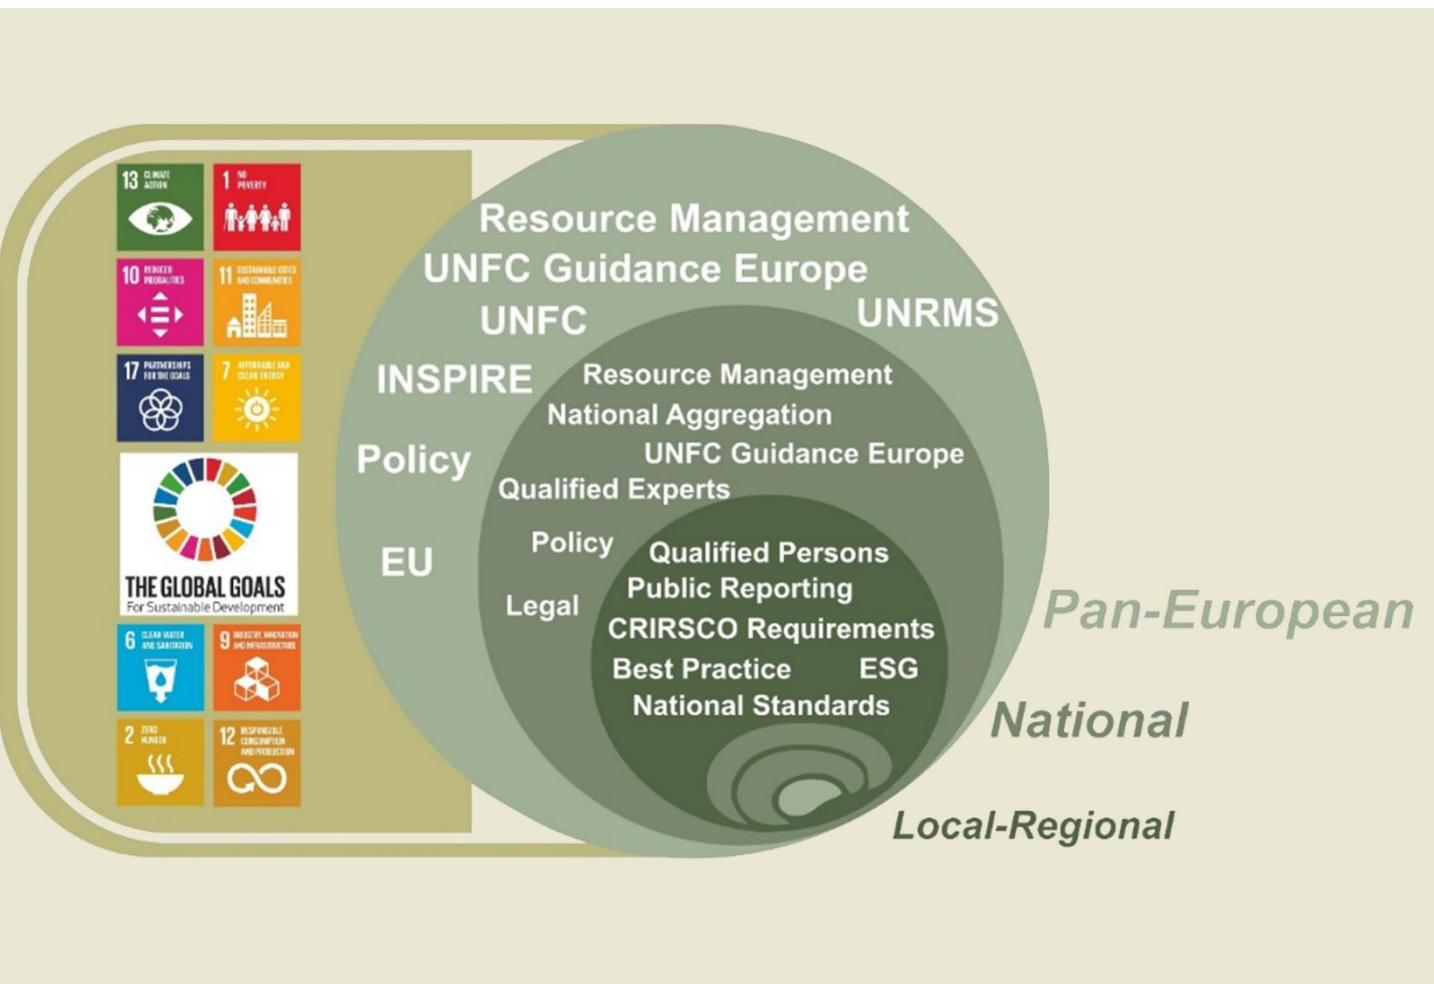 13 CLIMATE
ACTION
1 NO
POVERTY
10 REDUCED
INEQUALITIES
11 SUSTAINABLE CITIES
AND COMMUNITIES
17 PARTNERSHIPS
FOR THE GOALS
7 AFFORDABLE AND
CLEAN ENERGY
THE GLOBAL GOALS
For Sustainable Development
6 CLEAN WATER
AND SANITATION
9 INDUSTRY, INNOVATION
AND INFRASTRUCTURE
2 ZERO
HUNGER
12 RESPONSIBLE
CONSUMPTION
AND PRODUCTION
Resource Management
UNFC Guidance Europe
UNFC
UNRMS
INSPIRE
Policy
EU
Resource Management
National Aggregation
UNFC Guidance Europe
Qualified Experts
Policy
Legal
Qualified Persons
Public Reporting
CRIRSCO Requirements
Best Practice ESG
National Standards
Pan-European
National
Local-Regional